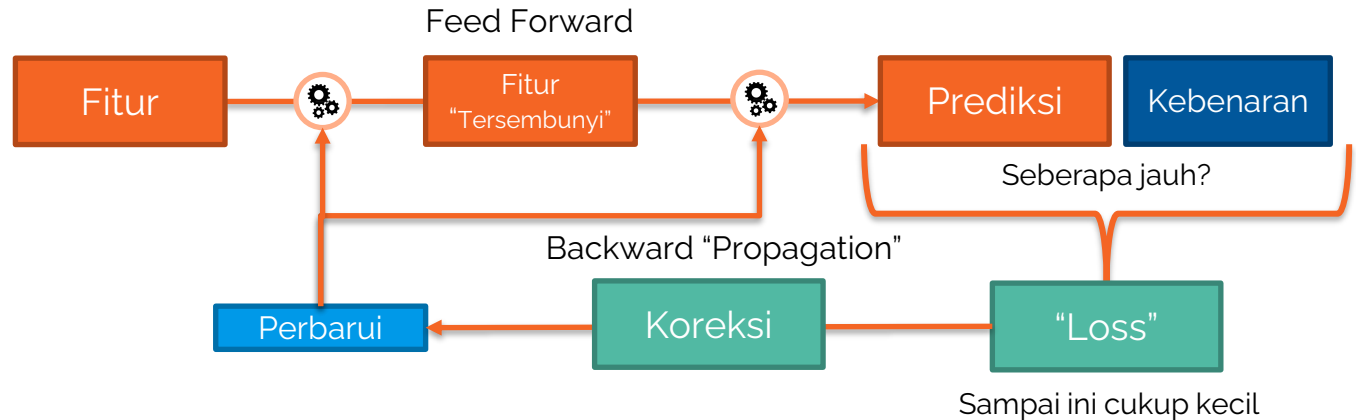 Feed Forward
Fitur
Fitur
“Tersembunyi”
Prediksi
Kebenaran
Seberapa jauh?
Backward “Propagation”
Perbarui
Koreksi
“Loss”
Sampai ini cukup kecil